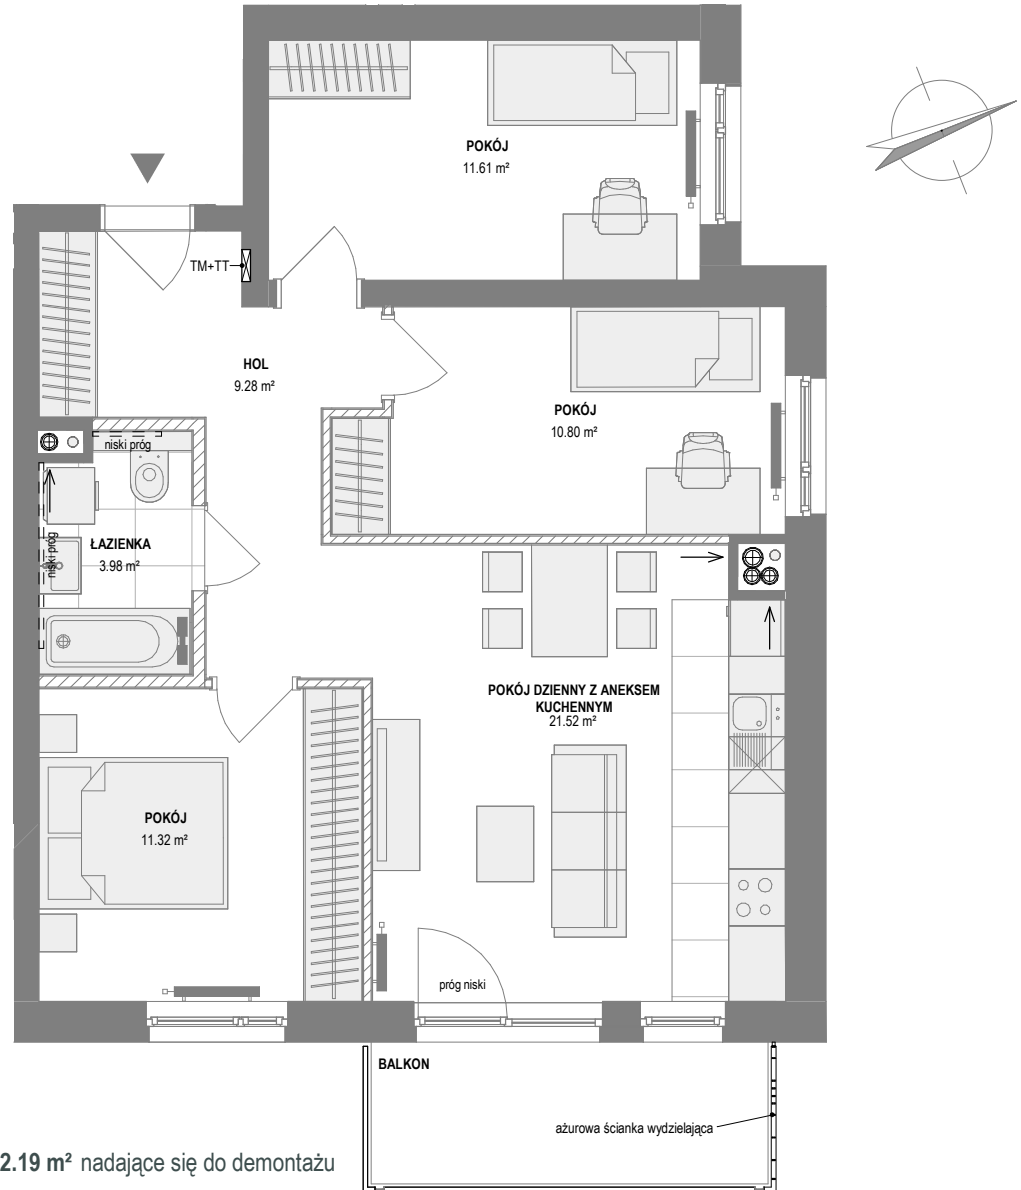 POKÓJ
11.61 m²
TM+TT
HOL
9.28 m²
POKÓJ
10.80 m²
niski próg
niski próg
ŁAZIENKA
3.98 m²
POKÓJ DZIENNY Z ANEKSEM
KUCHENNYM
21.52 m²
POKÓJ
11.32 m²
próg niski
BALKON
ażurowa ścianka wydzielająca
2.19 m² nadające się do demontażu